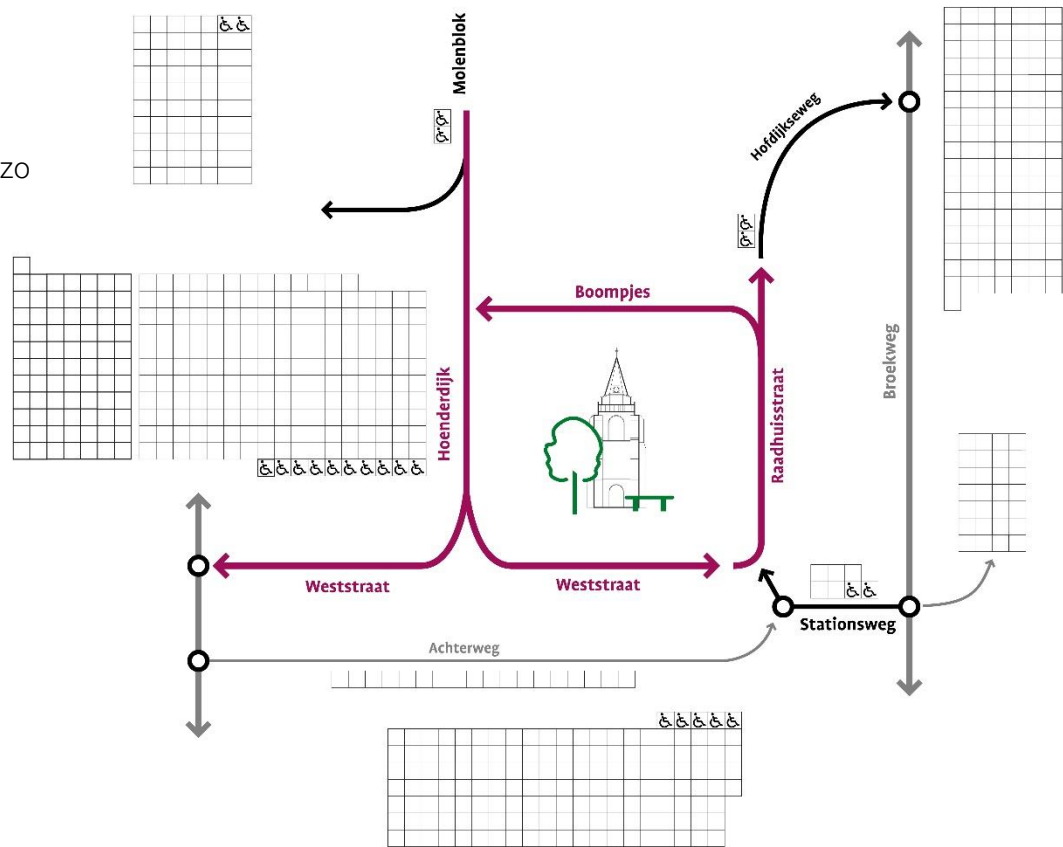 Molenblok
Hofdijkseweg
zo
Boompjes
Broekweg
Hoenderdijk
Raadhuisstraat
Weststraat
Weststraat
Stationsweg
Achterweg